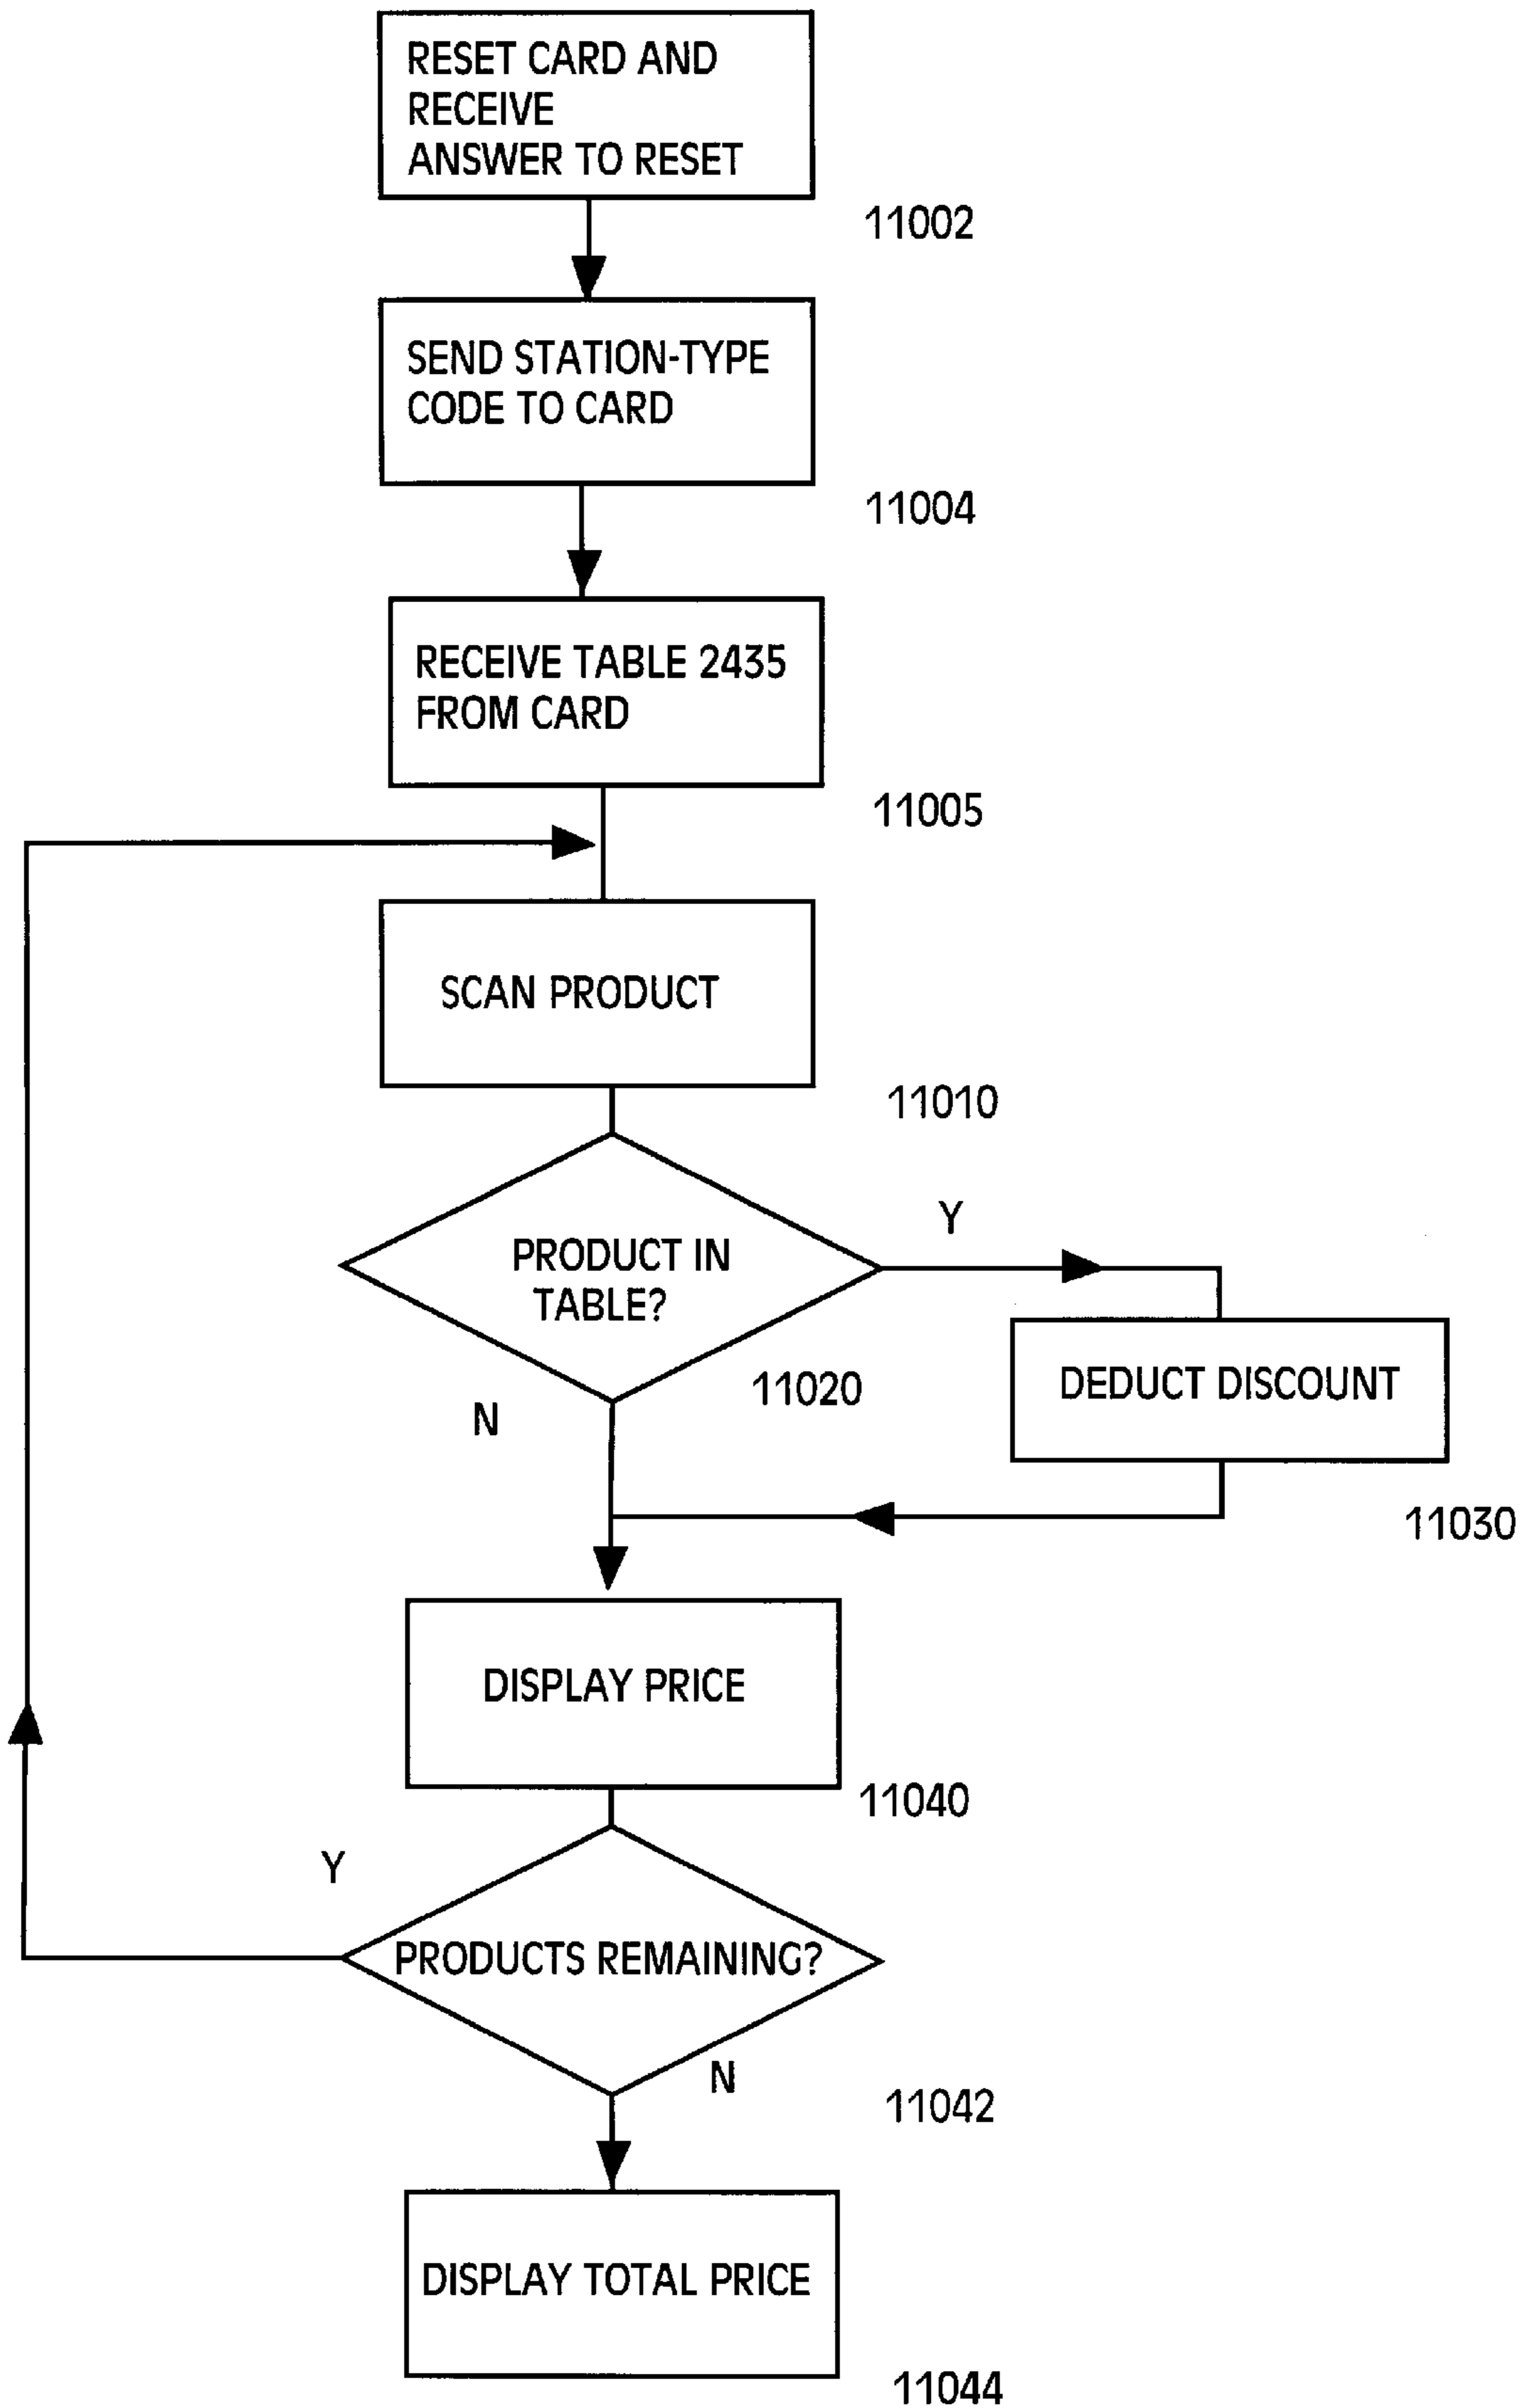 RESET CARD AND
RECEIVE
ANSWER TO RESET
11002
SEND STATION-TYPE
CODE TO CARD
11004
RECEIVE TABLE 2435
FROM CARD
11005
SCAN PRODUCT
11010
PRODUCT IN
TABLE?
Y
11020
N
DEDUCT DISCOUNT
11030
DISPLAY PRICE
11040
Y
PRODUCTS REMAINING?
N
11042
DISPLAY TOTAL PRICE
11044